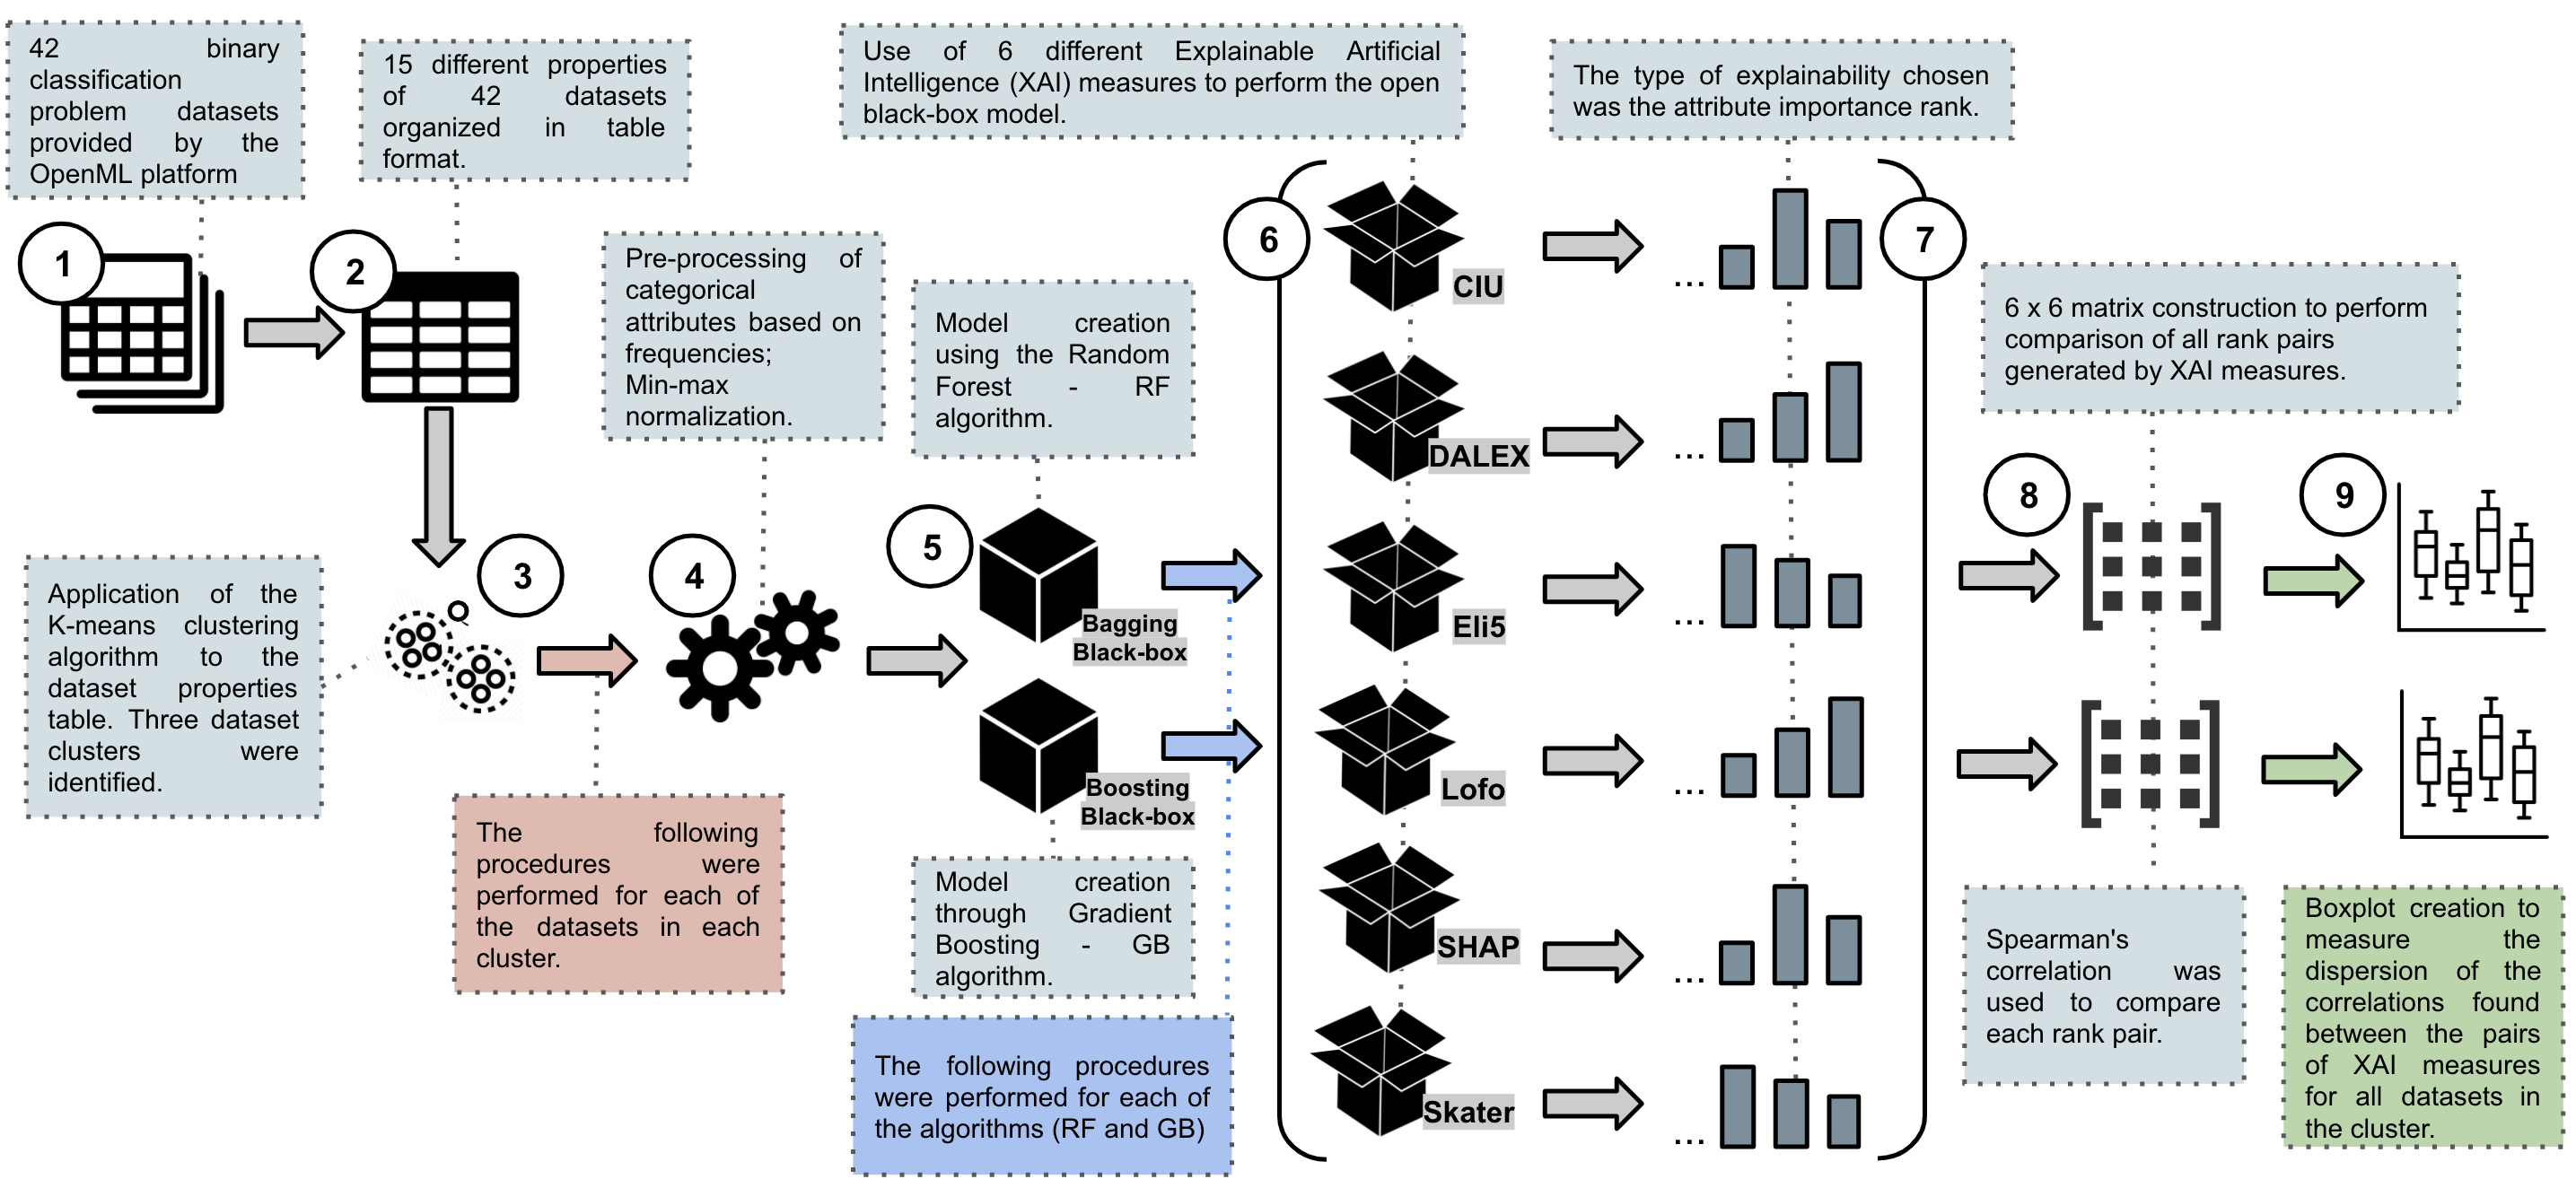 42 binary
classification
problem datasets
provided by the
OpenML platform
15 different properties
of 42 datasets
organized in table
format.
Use of 6 different Explainable Artificial
Intelligence (XAI) measures to perform the open
black-box model.
The type of explainability chosen
was the attribute importance rank.
1
2
Pre-processing of
categorical
attributes based on
frequencies;
Min-max
normalization.
Model creation
using the Random
Forest - RF
algorithm.
6
7
CIU
...
6 x 6 matrix construction to perform
comparison of all rank pairs
generated by XAI measures.
DALEX
...
Application of the
K-means clustering
algorithm to the
dataset properties
table. Three dataset
clusters were
identified.
3
4
5
Bagging
Black-box
Boosting
Black-box
Eli5
...
8
9
Lofo
...
The following
procedures were
performed for each of
the datasets in each
cluster.
Model creation
through Gradient
Boosting - GB
algorithm.
SHAP
...
Spearman's
correlation was
used to compare
each rank pair.
Boxplot creation to
measure the
dispersion of the
correlations found
between the pairs
of XAI measures
for all datasets in
the cluster.
The following procedures
were performed for each of
the algorithms (RF and GB)
Skater
...